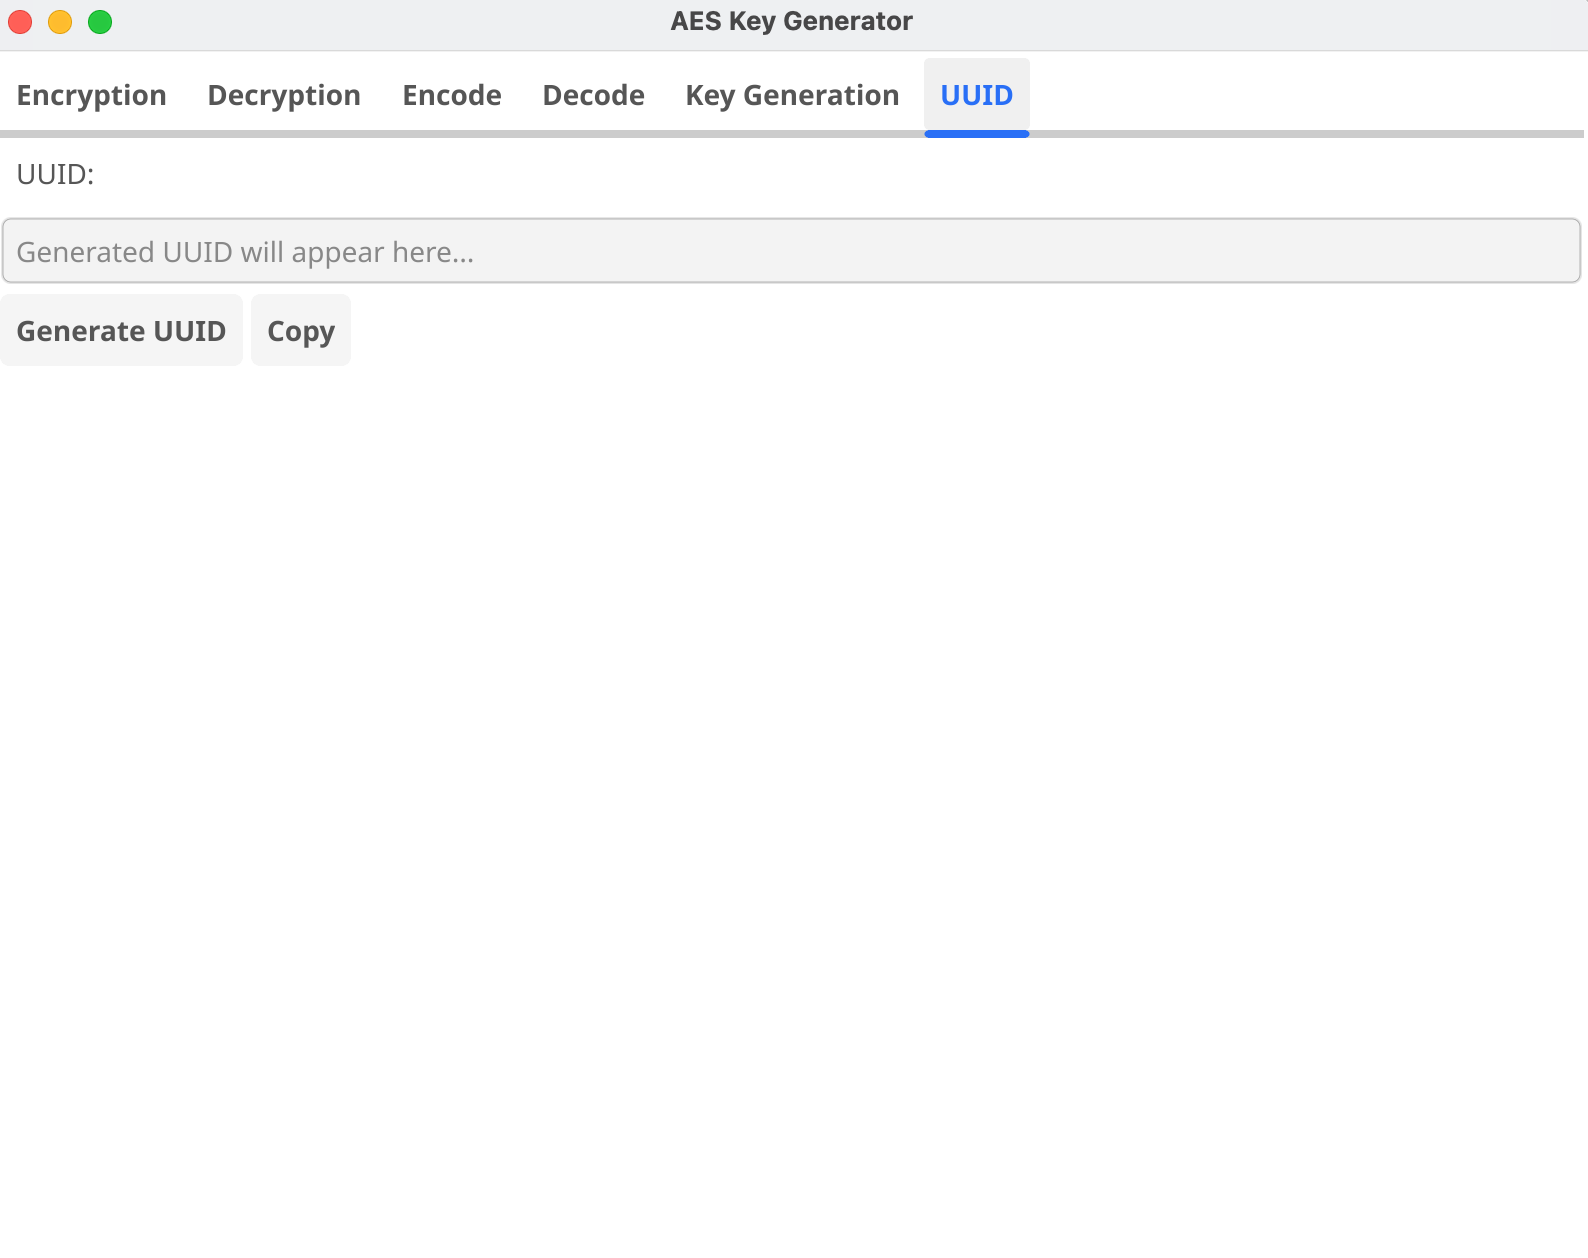 AES Key Generator
Encryption Decryption Encode Decode Key Generation UUID
UUID:
Generated UUID will appear here...
Generate UUID Copy